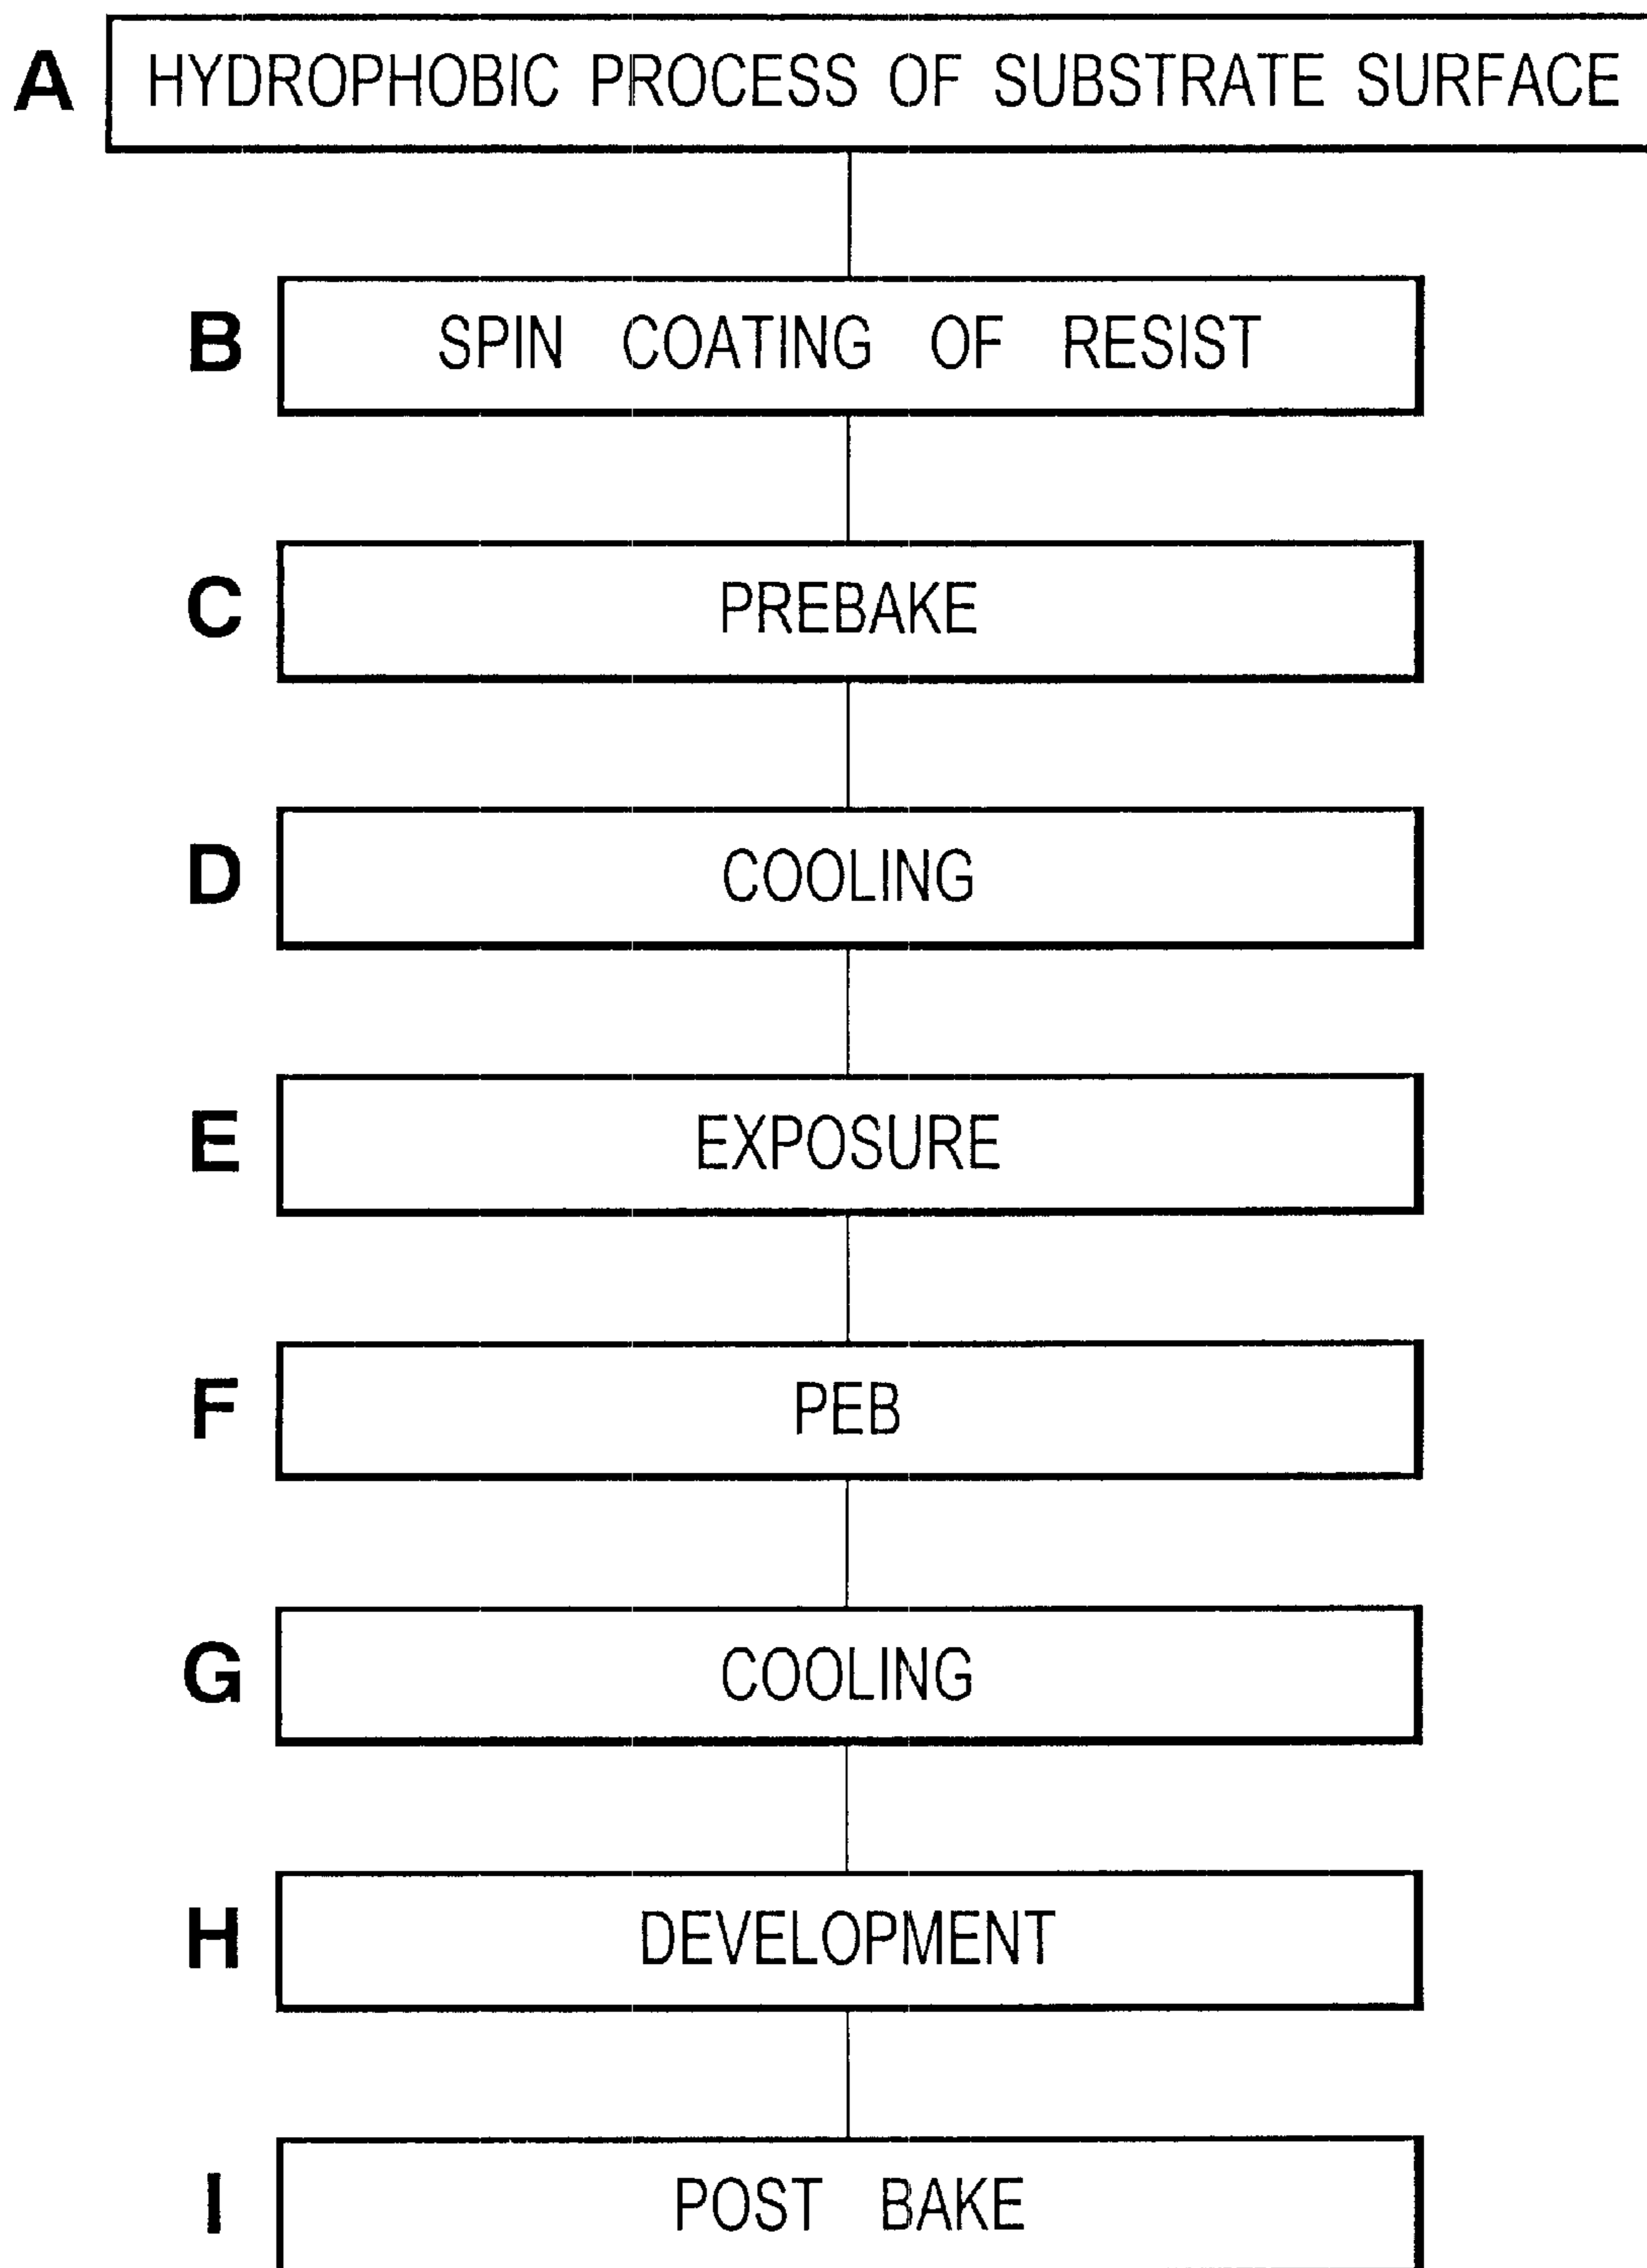 A HYDROPHOBIC PROCESS OF SUBSTRATE SURFACE
B SPIN COATING OF RESIST
C PREBAKE
D COOLING
E EXPOSURE
F PEB
G COOLING
H DEVELOPMENT
I POST BAKE